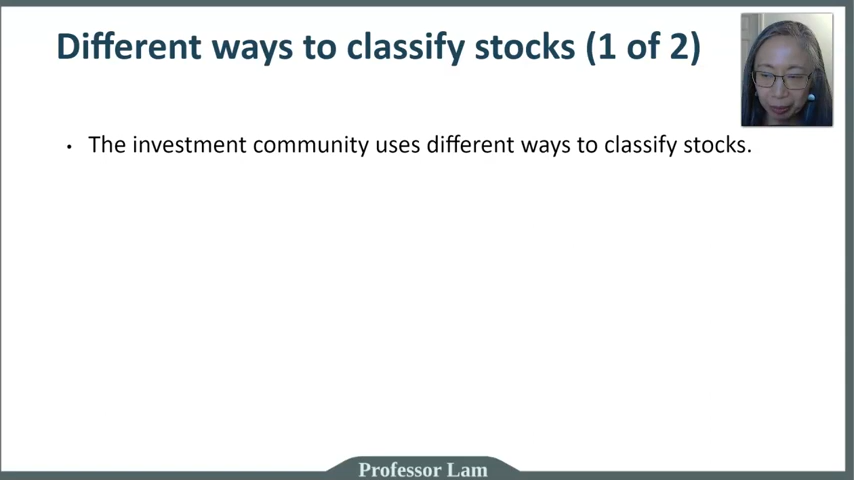 Different ways to classify stocks (1 of 2)
• The investment community uses different ways to classify stocks.
Professor Lam